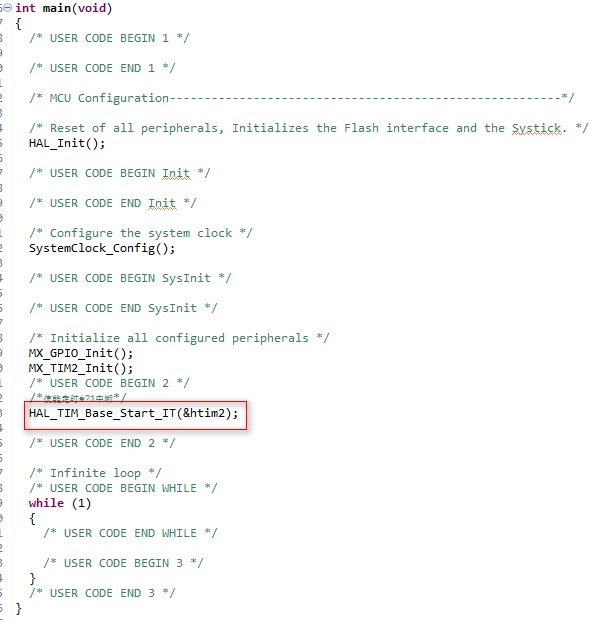 int main(void)
{
/* USER CODE BEGIN 1 */
/* USER CODE END 1 */
/* MCU Configuration--------------------------------------------------------*/
/* Reset of all peripherals, Initializes the Flash interface and the Systick. */
HAL_Init();
/* USER CODE BEGIN Init */
/* USER CODE END Init */
/* Configure the system clock */
SystemClock_Config();
/* USER CODE BEGIN SysInit */
/* USER CODE END SysInit */
/* Initialize all configured peripherals */
MX_GPIO_Init();
MX_TIM2_Init();
/* USER CODE BEGIN 2 */
/*使能定时�?1中断*/
HAL_TIM_Base_Start_IT(&htim2);
/* USER CODE END 2 */
/* Infinite loop */
/* USER CODE BEGIN WHILE */
while (1)
{
/* USER CODE END WHILE */
/* USER CODE BEGIN 3 */
}
/* USER CODE END 3 */
}